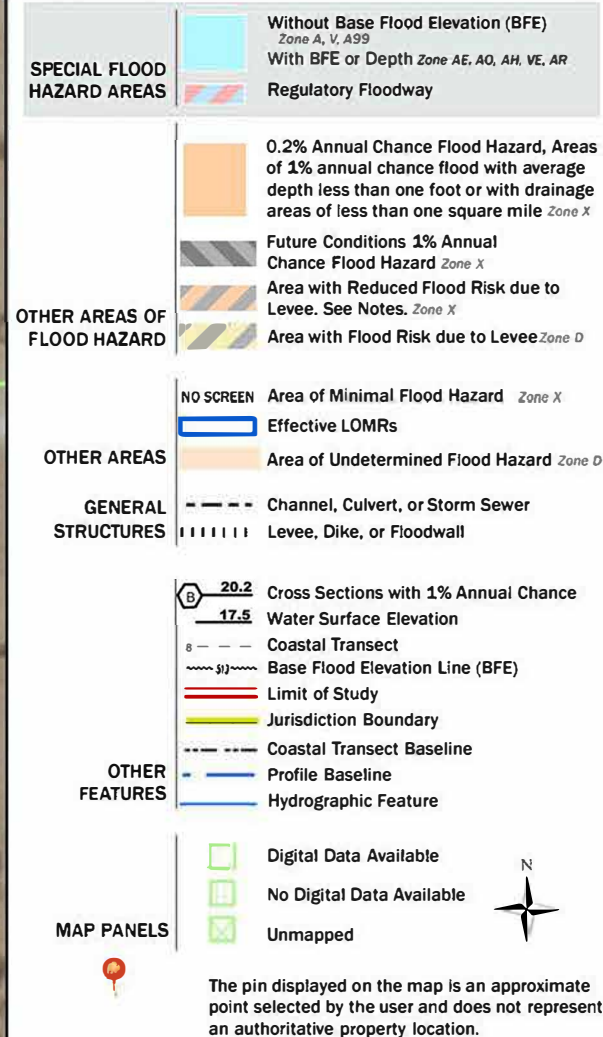 SPECIAL FLOOD
HAZARD AREAS
Without Base Flood Elevation (BFE)
Zone A, V, A99
With BFE or Depth Zone AE, AO, AH, VE, AR
Regulatory Floodway
OTHER AREAS OF
FLOOD HAZARD
0.2% Annual Chance Flood Hazard, Areas
of 1% annual chance flood with average
depth less than one foot or with drainage
areas of less than one square mile Zone X
Future Conditions 1% Annual
Chance Flood Hazard Zone X
Area with Reduced Flood Risk due to
Levee. See Notes. Zone X
Area with Flood Risk due to Levee Zone D
OTHER AREAS
NO SCREEN Area of Minimal Flood Hazard Zone X
Effective LOMRs
Area of Undetermined Flood Hazard Zone D
GENERAL
STRUCTURES
Channel, Culvert, or Storm Sewer
Levee, Dike, or Floodwall
OTHER
FEATURES
B 20.2 Cross Sections with 1% Annual Chance
17.5 Water Surface Elevation
8 Coastal Transect
513 Base Flood Elevation Line (BFE)
Limit of Study
Jurisdiction Boundary
Coastal Transect Baseline
Profile Baseline
Hydrographic Feature
MAP PANELS
Digital Data Available
No Digital Data Available
Unmapped
N
The pin displayed on the map is an approximate
point selected by the user and does not represent
an authoritative property location.